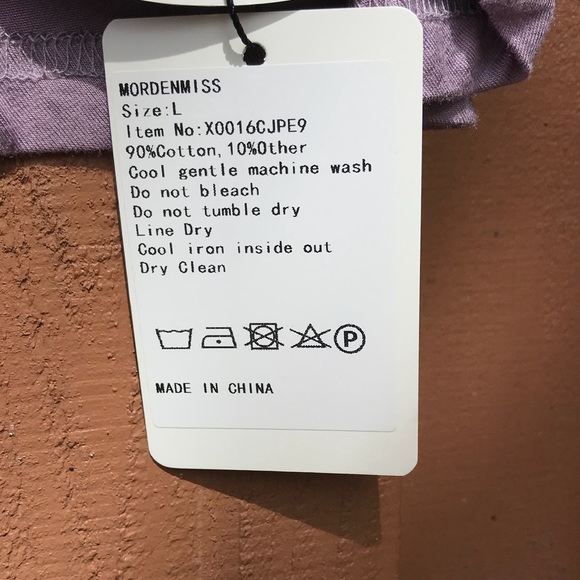 MORDENMISS
Size:L
Item No:X0016CJPE9
90%Cotton,10%Other
Cool gentle machine wash
Do not bleach
Do not tumble dry
Line Dry
Cool iron inside out
Dry Clean
P
MADE IN CHINA